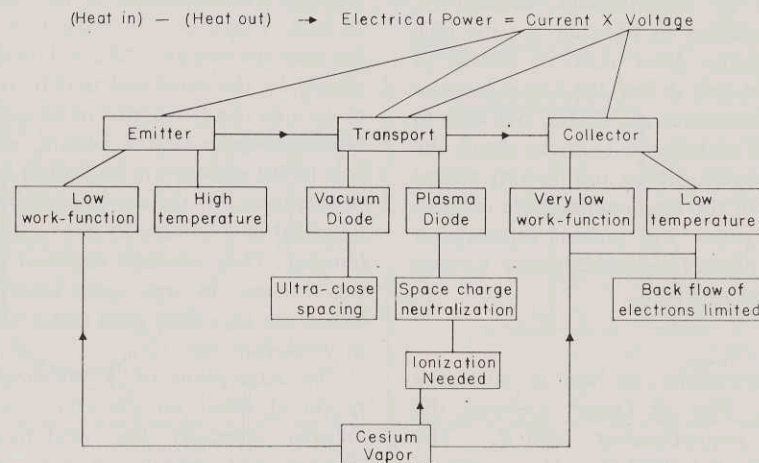 (Heat in) — (Heat out) → Electrical Power = Current X Voltage
Emitter
Transport
Collector
Low
work-function
High
temperature
Vacuum
Diode
Plasma
Diode
Very low
work-function
Low
temperature
Ultra-close
spacing
Space charge
neutralization
Back flow of
electrons limited
Ionization
Needed
Cesium
Vapor